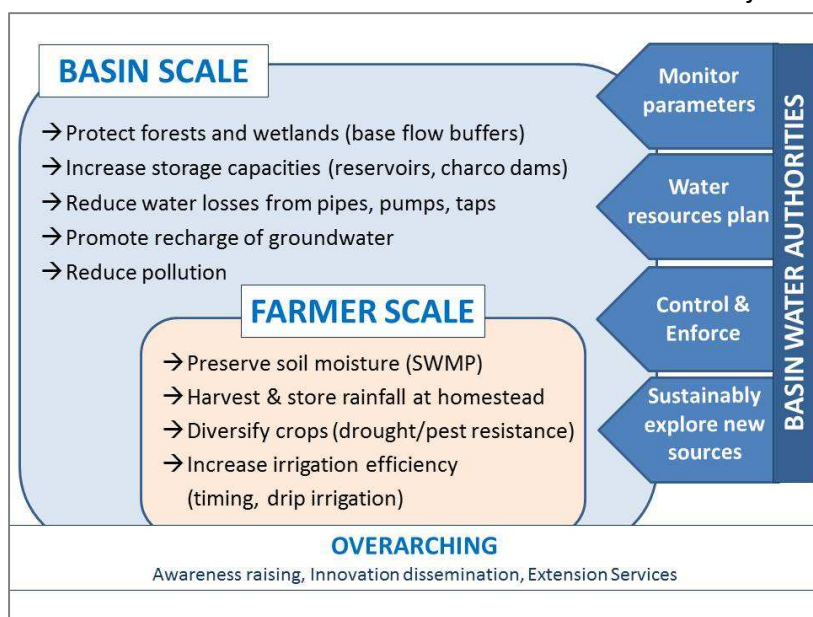 BASIN SCALE
→ Protect forests and wetlands (base flow buffers)
→ Increase storage capacities (reservoirs, charco dams)
→ Reduce water losses from pipes, pumps, taps
→ Promote recharge of groundwater
→ Reduce pollution
FARMER SCALE
→ Preserve soil moisture (SWMP)
→ Harvest & store rainfall at homestead
→ Diversify crops (drought/pest resistance)
→ Increase irrigation efficiency
(timing, drip irrigation)
Monitor
parameters
Water
resources plan
Control &
Enforce
Sustainably
explore new
sources
BASIN WATER AUTHORITIES
OVERARCHING
Awareness raising, Innovation dissemination, Extension Services